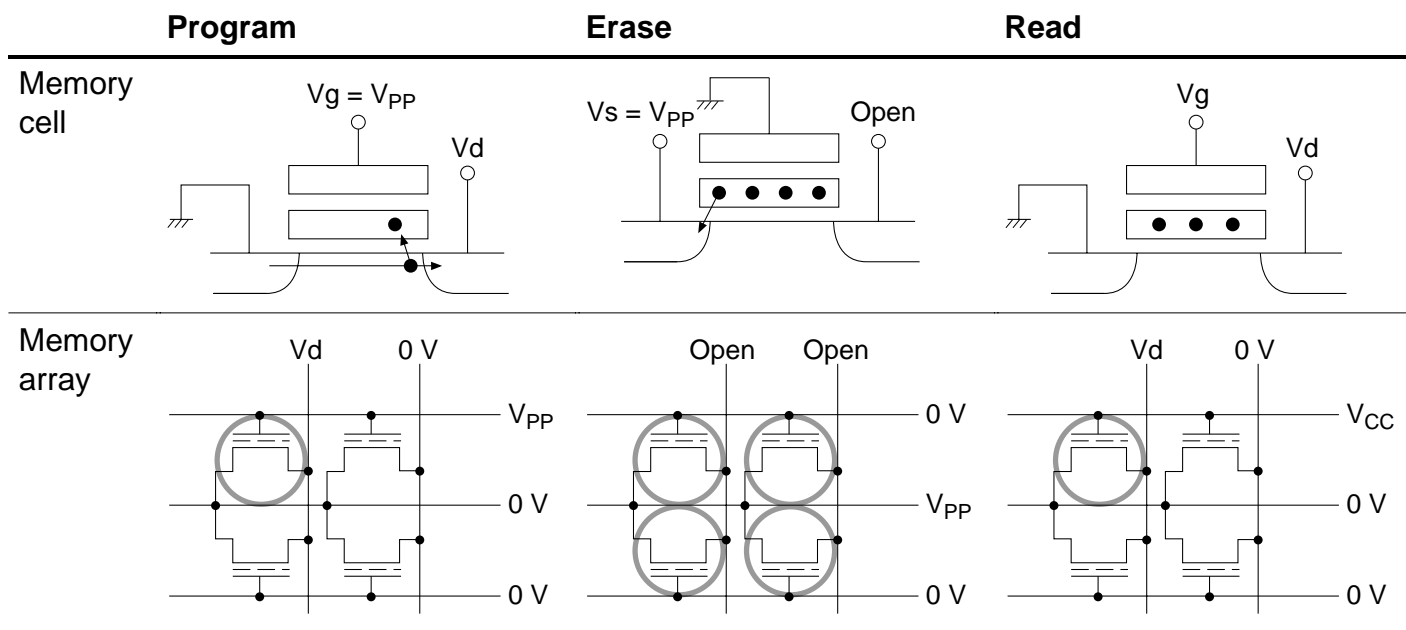 Program Erase Read
Memory
cell
Vg = VPP
Vd
Vs = VPP
Open
Vg
Vd
Memory
array
Vd 0 V
VPP
0 V
0 V
Open Open
0 V
VPP
0 V
Vd 0 V
VCC
0 V
0 V